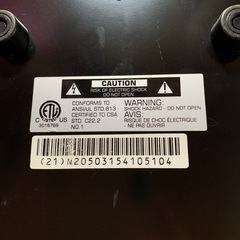 CAUTION
RISK OF ELECTRIC SHOCK
DO NOT OPEN
ETL
C US
3016769
CONFORMS TO
ANSI/UL STD.813
CERTIFIED TO CSA
STD. C22.2
NO.1
WARNING:
SHOCK HAZARD - DO NOT OPEN
AVIS:
RISQUE DE CHOC ÉLECTRIQUE
- NE PAS OUVRIR
(21)N20503154105104